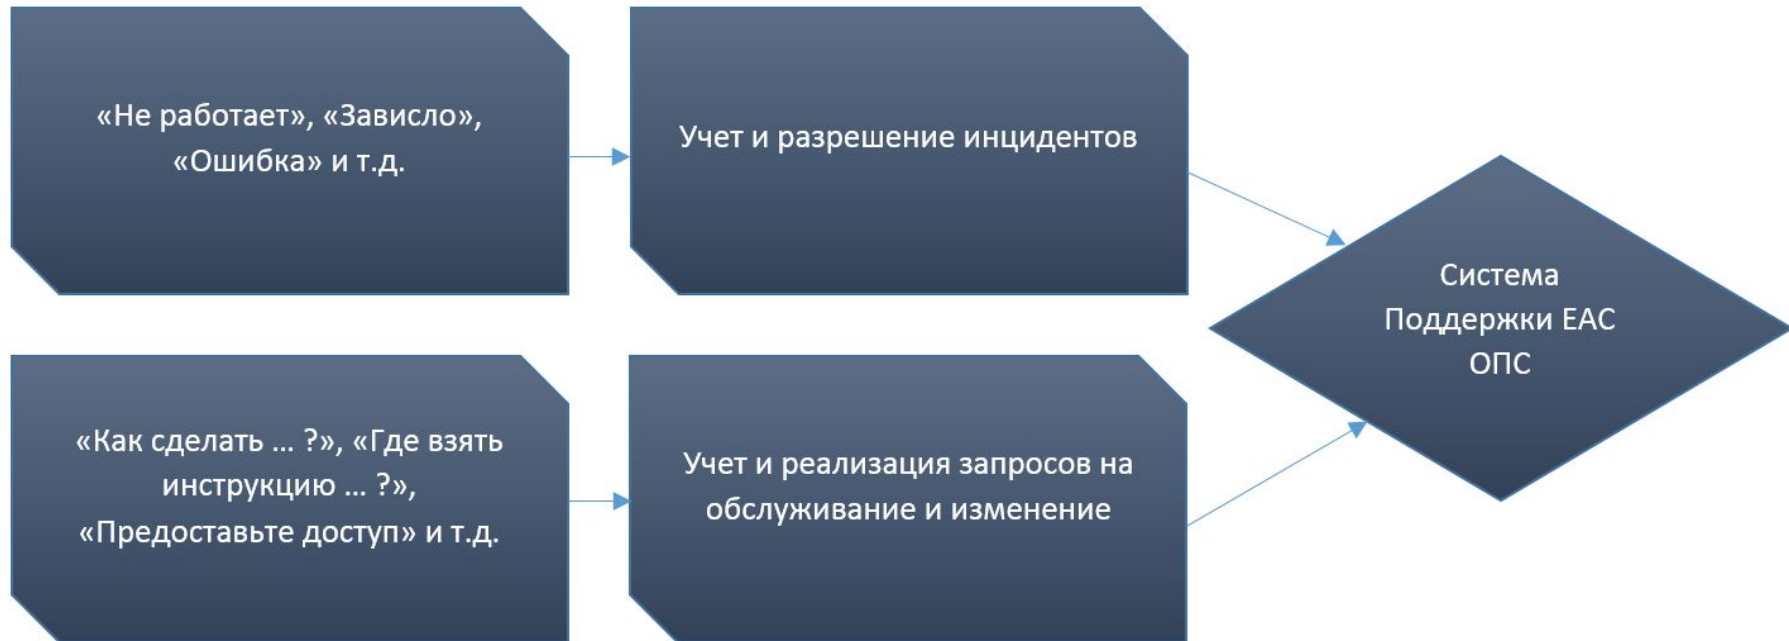 «Не работает», «Зависло»,
«Ошибка» и т.д.
Учет и разрешение инцидентов
«Как сделать ... ?», «Где взять
инструкцию ... ?»,
«Предоставьте доступ» и т.д.
Учет и реализация запросов на
обслуживание и изменение
Система
Поддержки ЕАС
ОПС